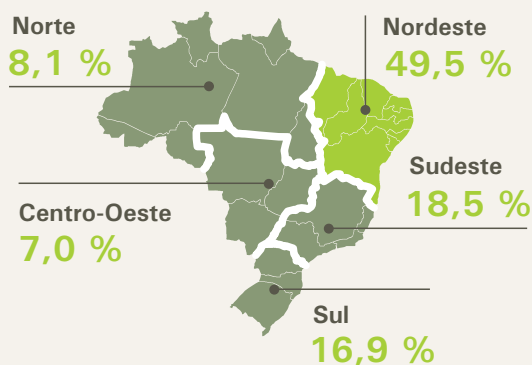 Norte
8,1 %
Nordeste
49,5 %
Centro-Oeste
7,0 %
Sudeste
18,5 %
Sul
16,9 %